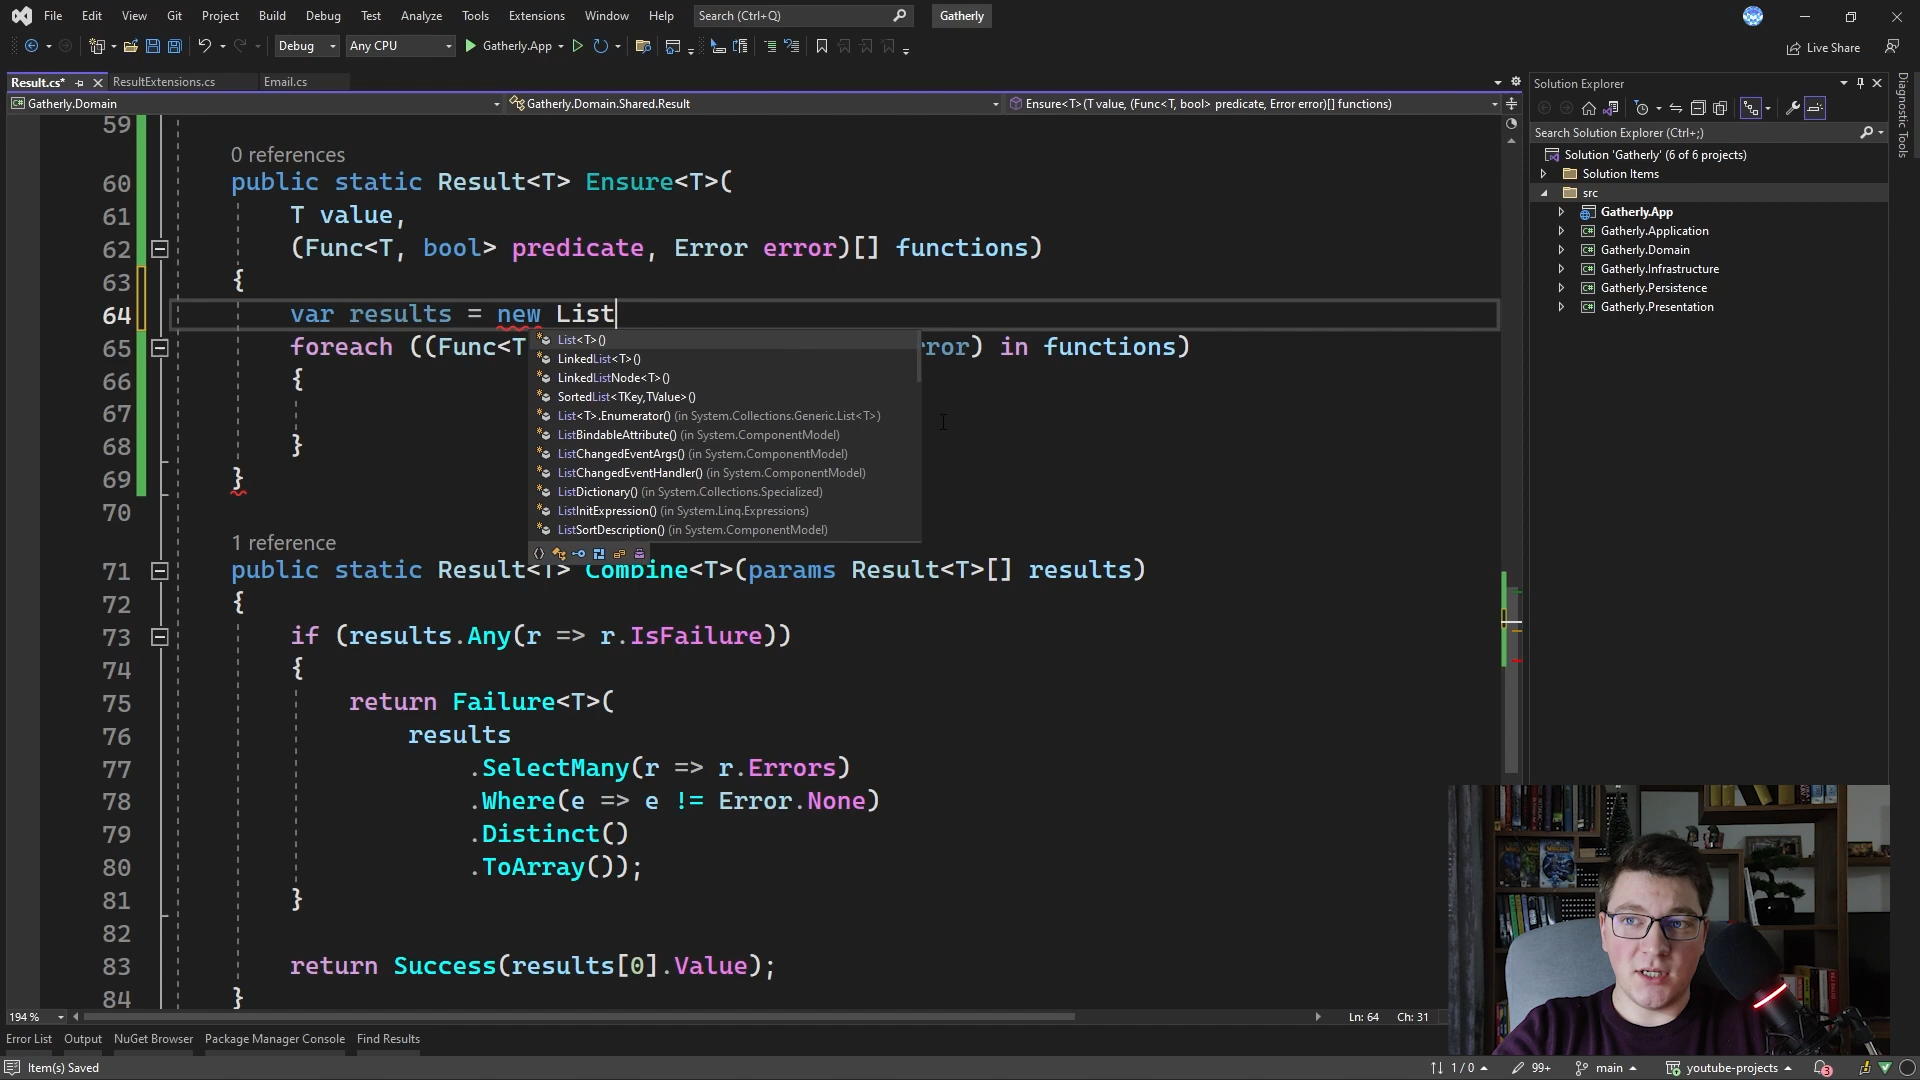 File Edit View Git Project Build Debug Test Analyze Tools Extensions Window Help Search (Ctrl+Q) Gatherly
Debug Any CPU Gatherly.App Live Share
Result.cs* ResultExtensions.cs Email.cs
Gatherly.Domain Gatherly.Domain.Shared.Result Ensure<T>(T value, (Func<T, bool> predicate, Error error)[] functions)
59
0 references
60 public static Result<T> Ensure<T>(
61 T value,
62 (Func<T, bool> predicate, Error error)[] functions)
63 {
64 var results = new List
65 foreach ((Func<T rror) in functions)
66 {
67
68 }
69 }
70
List<T>()
LinkedList<T>()
LinkedListNode<T>()
SortedList<TKey,TValue>()
List<T>.Enumerator() (in System.Collections.Generic.List<T>)
ListBindableAttribute() (in System.ComponentModel)
ListChangedEventArgs() (in System.ComponentModel)
ListChangedEventHandler() (in System.ComponentModel)
ListDictionary() (in System.Collections.Specialized)
ListInitExpression() (in System.Linq.Expressions)
ListSortDescription() (in System.ComponentModel)
1 reference
71 public static Result<T> Combine<T>(params Result<T>[] results)
72 {
73 if (results.Any(r => r.IsFailure))
74 {
75 return Failure<T>(
76 results
77 .SelectMany(r => r.Errors)
78 .Where(e => e != Error.None)
79 .Distinct()
80 .ToArray());
81 }
82
83 return Success(results[0].Value);
84 }
194 % Ln: 64 Ch: 31
Solution Explorer
Search Solution Explorer (Ctrl+;)
Solution 'Gatherly' (6 of 6 projects)
Solution Items
src
Gatherly.App
Gatherly.Application
Gatherly.Domain
Gatherly.Infrastructure
Gatherly.Persistence
Gatherly.Presentation
Diagnostic Tools
Error List Output NuGet Browser Package Manager Console Find Results
Item(s) Saved 1 / 0 99+ main youtube-projects 3